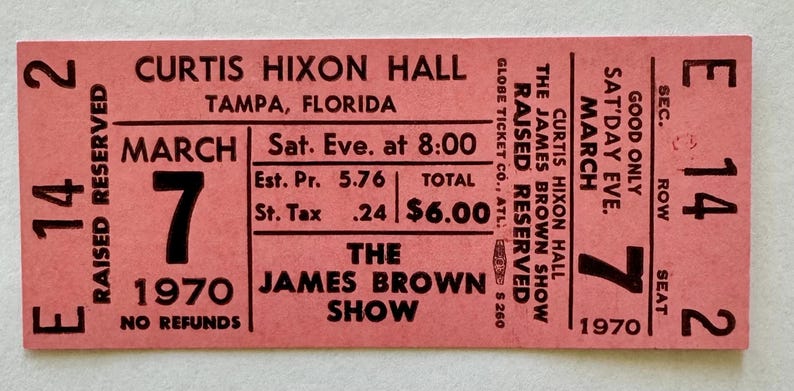 E 14 2
RAISED RESERVED
CURTIS HIXON HALL
TAMPA, FLORIDA
MARCH
7
1970
NO REFUNDS
Sat. Eve. at 8:00
Est. Pr. 5.76
St. Tax .24
TOTAL
$6.00
THE
JAMES BROWN
SHOW
GLOBE TICKET CO., ATL.
S 260
RAISED RESERVED
THE JAMES BROWN SHOW
CURTIS HIXON HALL
GOOD ONLY
SAT'DAY EVE.
MARCH
7
1970
SEC. ROW SEAT
E 14 2